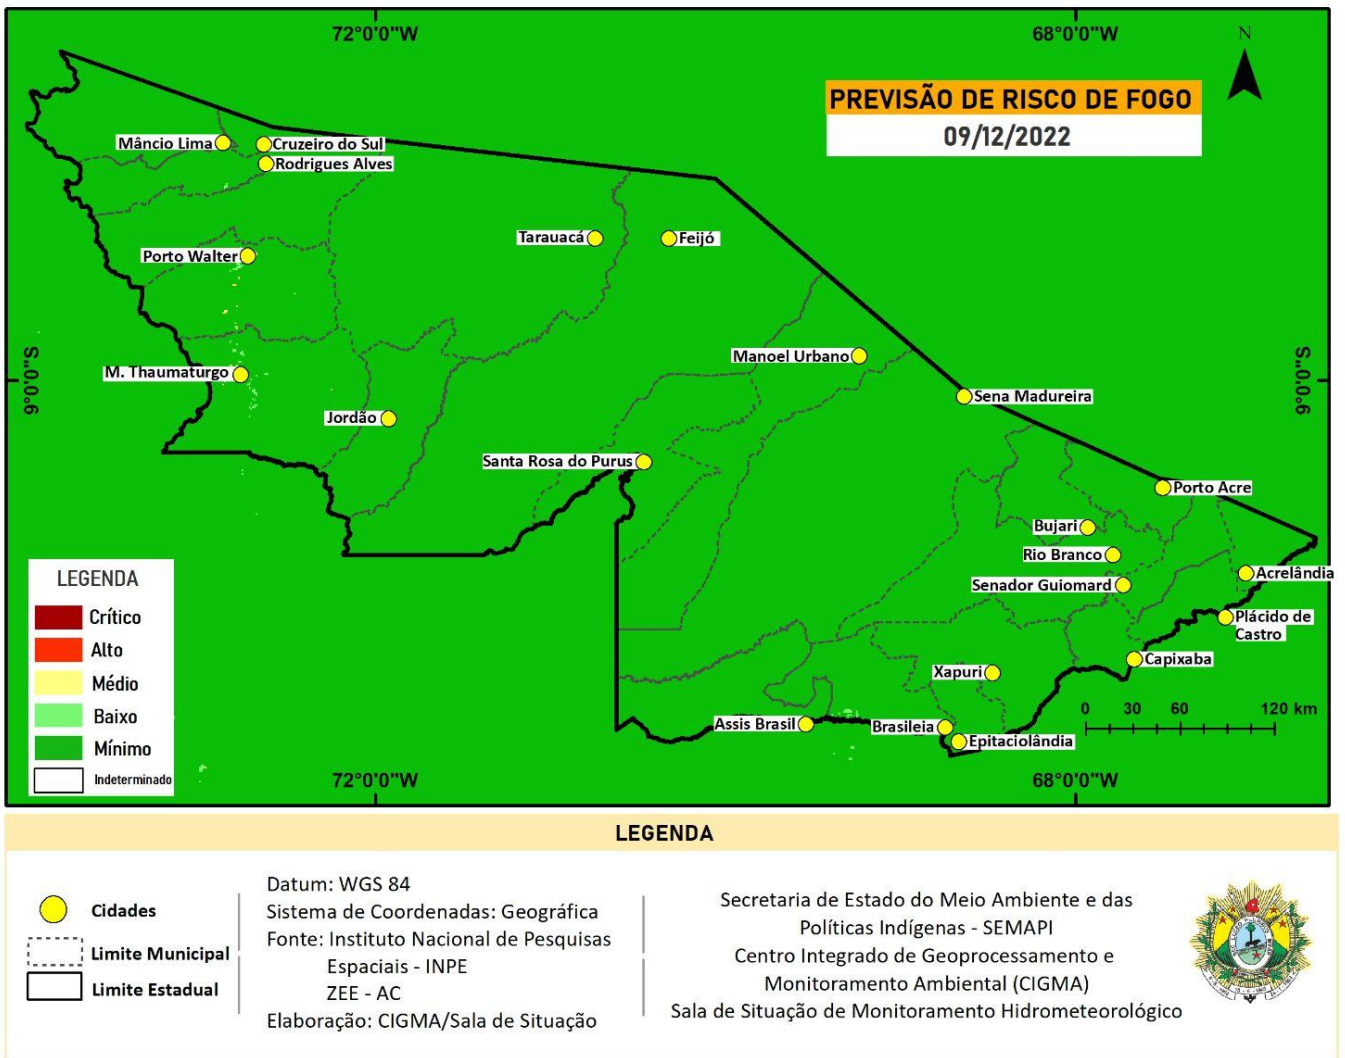 72°0'0"W
68°0'0"W
N
PREVISÃO DE RISCO DE FOGO
09/12/2022
Mâncio Lima
Cruzeiro do Sul
Rodrigues Alves
Tarauacá
Feijó
Porto Walter
Manoel Urbano
9°0'0"S
9°0'0"S
M. Thaumaturgo
Sena Madureira
Jordão
Santa Rosa do Purus
Porto Acre
Bujari
Rio Branco
Acrelândia
Senador Guiomard
Plácido de
Castro
Capixaba
Xapuri
Assis Brasil
Brasileia
Epitaciolândia
0 30 60 120 km
LEGENDA
Crítico
Alto
Médio
Baixo
Mínimo
Indeterminado
72°0'0"W
68°0'0"W
LEGENDA
Cidades
Limite Municipal
Limite Estadual
Datum: WGS 84
Sistema de Coordenadas: Geográfica
Fonte: Instituto Nacional de Pesquisas
Espaciais - INPE
ZEE - AC
Elaboração: CIGMA/Sala de Situação
Secretaria de Estado do Meio Ambiente e das
Políticas Indígenas - SEMAPI
Centro Integrado de Geoprocessamento e
Monitoramento Ambiental (CIGMA)
Sala de Situação de Monitoramento Hidrometeorológico